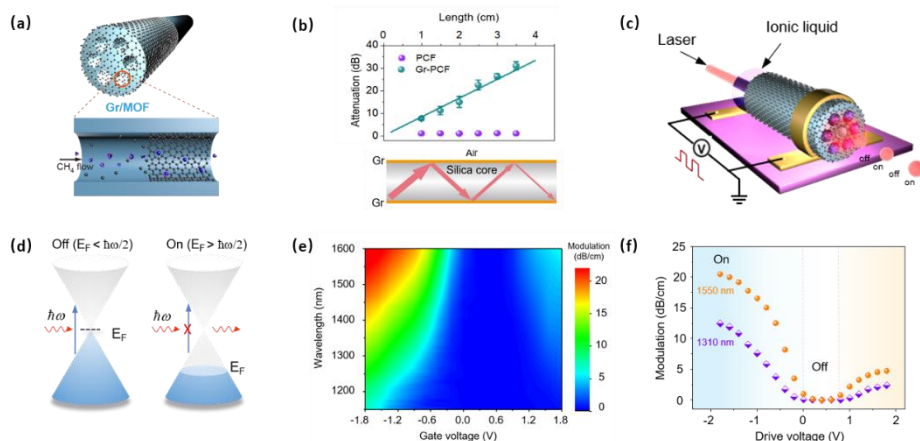 (a)
Gr/MOF
CH₄ flow
(b)
Length (cm)
0 1 2 3 4
Attenuation (dB)
40
30
20
10
0
PCF
Gr-PCF
Air
Gr
Silica core
Gr
(c)
Laser
Ionic liquid
V
off
on
off
on
(d)
Off (E_F < ℏω/2)
On (E_F > ℏω/2)
ℏω
E_F
ℏω
X
E_F
(e)
Wavelength (nm)
1600
1500
1400
1300
1200
-1.8 -1.2 -0.6 0.0 0.6 1.2 1.8
Gate voltage (V)
Modulation
(dB/cm)
20
15
10
5
0
(f)
Modulation (dB/cm)
25
20
15
10
5
0
On
1550 nm
1310 nm
Off
-2 -1 0 1 2
Drive voltage (V)